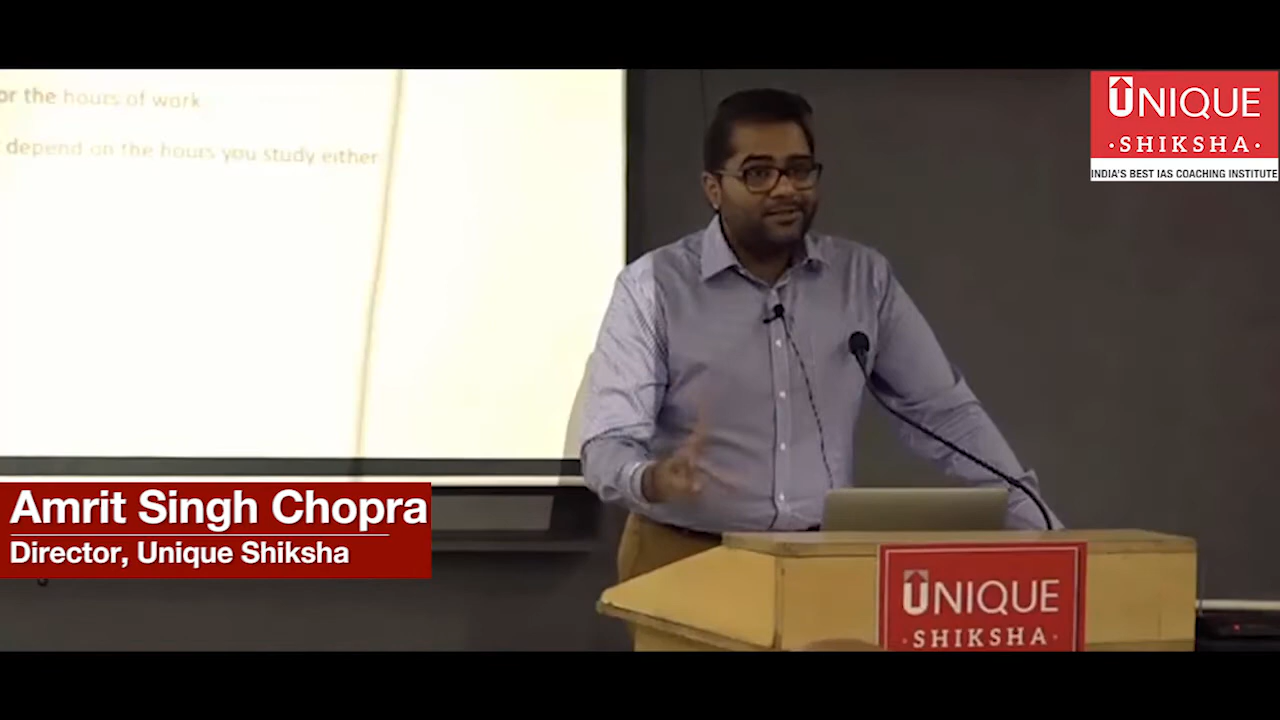 or the hours of work
depend on the hours you study either
UNIQUE
·SHIKSHA·
INDIA'S BEST IAS COACHING INSTITUTE
Amrit Singh Chopra
Director, Unique Shiksha
UNIQUE
·SHIKSHA·